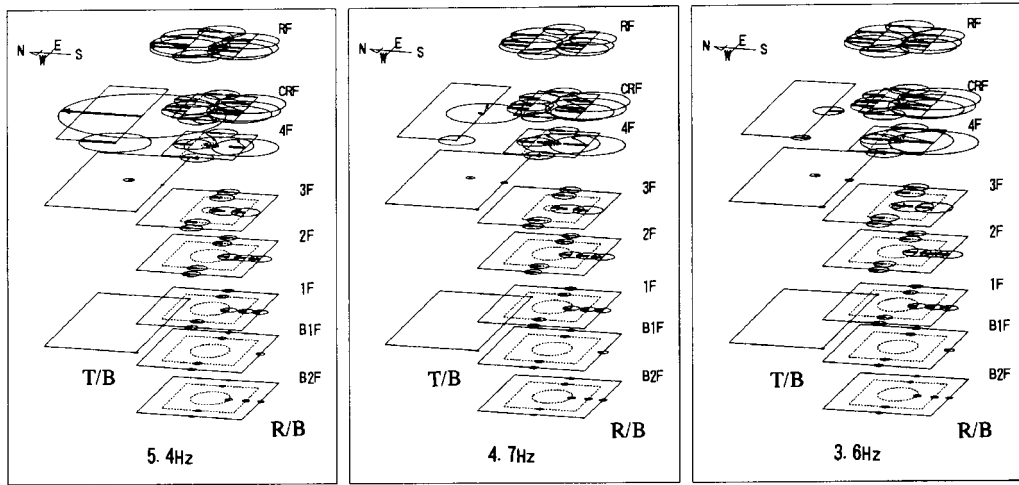 RF
N E S
W
CRF
4F
3F
2F
1F
B1F
T/B
B2F
R/B
5.4Hz
RF
N E S
W
CRF
4F
3F
2F
1F
B1F
T/B
B2F
R/B
4.7Hz
RF
N E S
W
CRF
4F
3F
2F
1F
B1F
T/B
B2F
R/B
3.6Hz